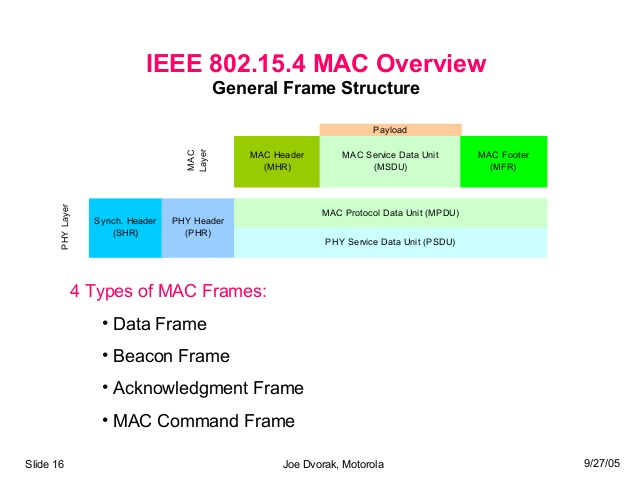 IEEE 802.15.4 MAC Overview
General Frame Structure
Payload
MAC
Layer
MAC Header
(MHR)
MAC Service Data Unit
(MSDU)
MAC Footer
(MFR)
PHY Layer
Synch. Header
(SHR)
PHY Header
(PHR)
MAC Protocol Data Unit (MPDU)
PHY Service Data Unit (PSDU)
4 Types of MAC Frames:
• Data Frame
• Beacon Frame
• Acknowledgment Frame
• MAC Command Frame
Slide 16
Joe Dvorak, Motorola
9/27/05